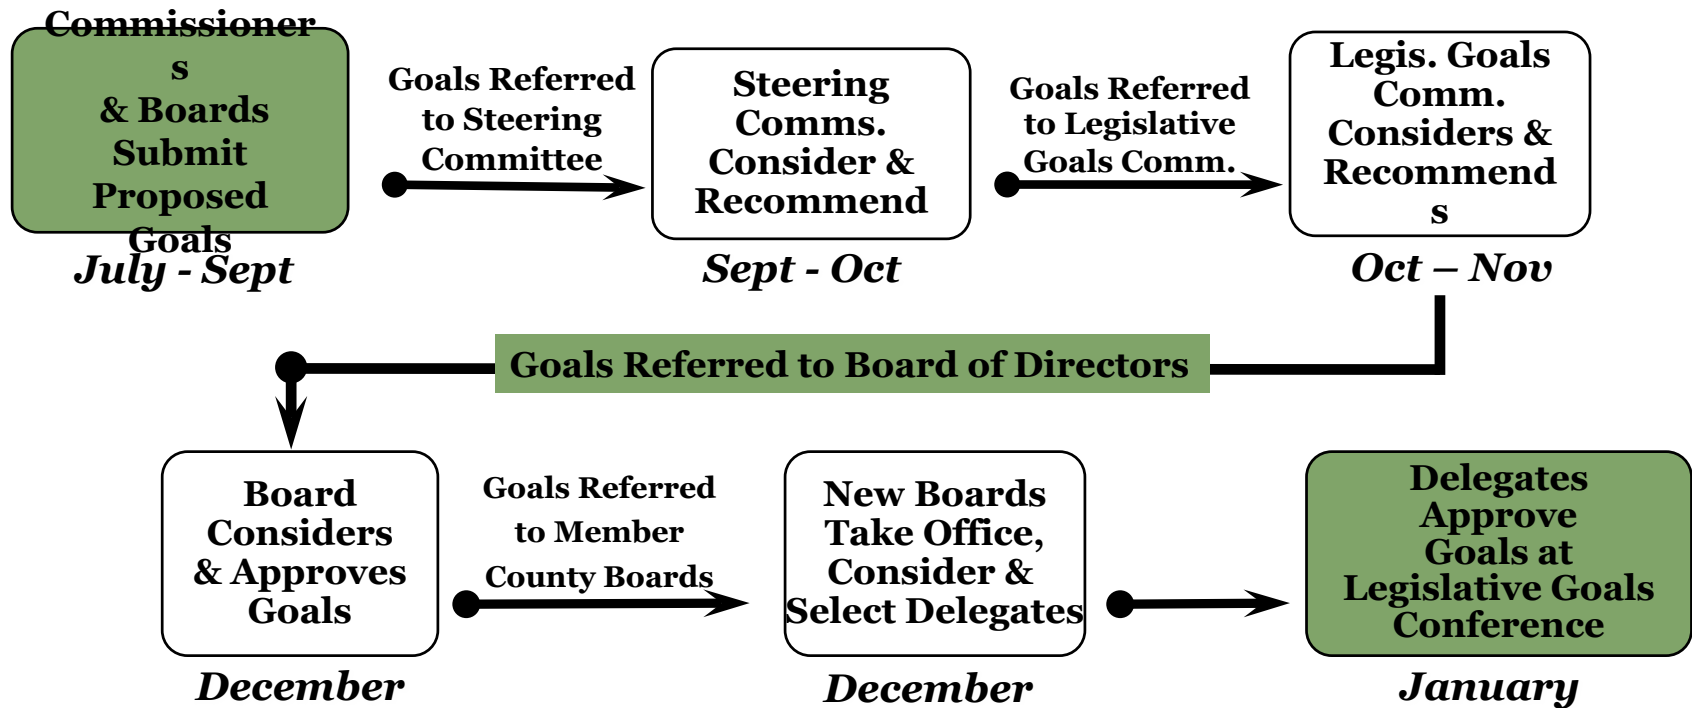 Commissioner
s
& Boards
Submit
Proposed
Goals
July - Sept
Goals Referred
to Steering
Committee
Steering
Comms.
Consider &
Recommend
Sept - Oct
Goals Referred
to Legislative
Goals Comm.
Legis. Goals
Comm.
Considers &
Recommend
s
Oct – Nov
Goals Referred to Board of Directors
Board
Considers
& Approves
Goals
December
Goals Referred
to Member
County Boards
New Boards
Take Office,
Consider &
Select Delegates
December
Delegates
Approve
Goals at
Legislative Goals
Conference
January